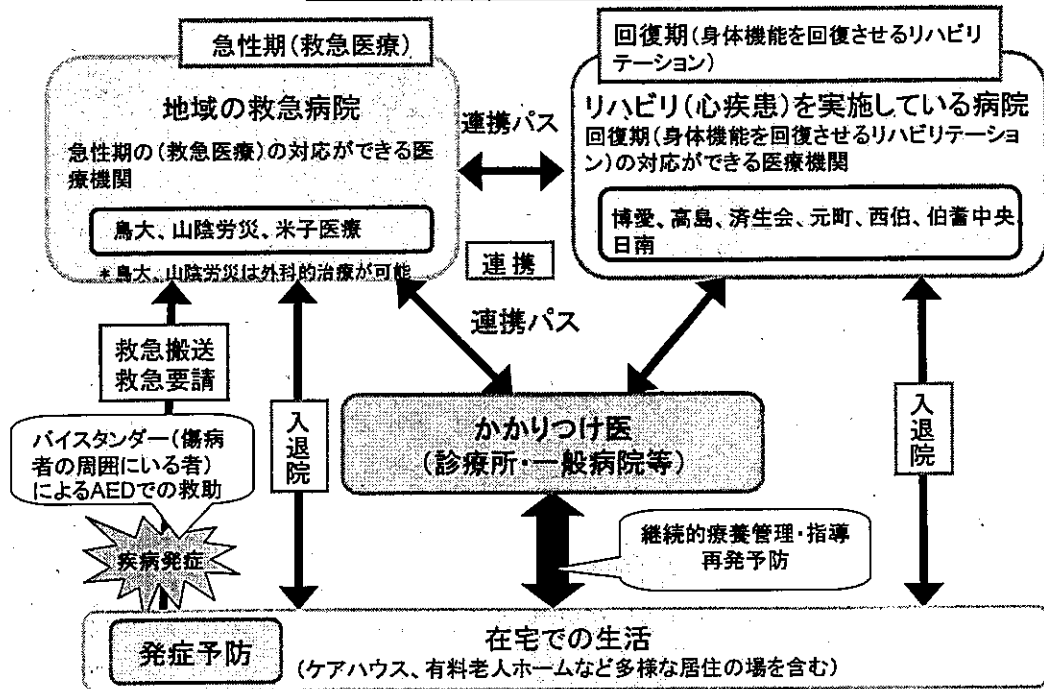 急性期(救急医療)
地域の救急病院
急性期の(救急医療)の対応ができる医
療機関
鳥大、山陰労災、米子医療
*鳥大、山陰労災は外科的治療が可能
連携パス
連携
連携パス
回復期(身体機能を回復させるリハビリ
テーション)
リハビリ(心疾患)を実施している病院
回復期(身体機能を回復させるリハビリテーショ
ン)の対応ができる医療機関
博愛、高島、済生会、元町、西伯、伯耆中央、
日南
救急搬送
救急要請
バイスタンダー(傷病
者の周囲にいる者)
によるAEDでの救助
疾病発症
入退院
かかりつけ医
(診療所・一般病院等)
継続的療養管理・指導
再発予防
入退院
発症予防
在宅での生活
(ケアハウス、有料老人ホームなど多様な居住の場を含む)